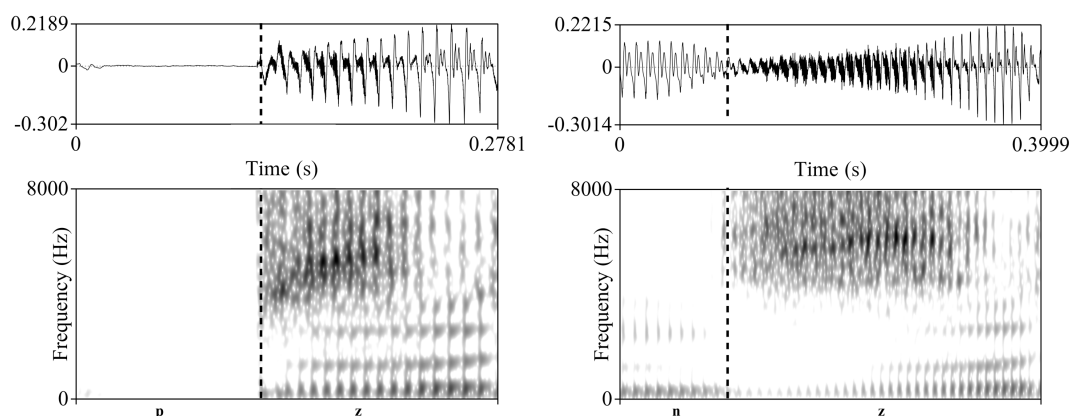 0.2189
0
-0.302
0 0.2781
Time (s)
8000
Frequency (Hz)
0
p z
0.2215
0
-0.3014
0 0.3999
Time (s)
8000
Frequency (Hz)
0
n z